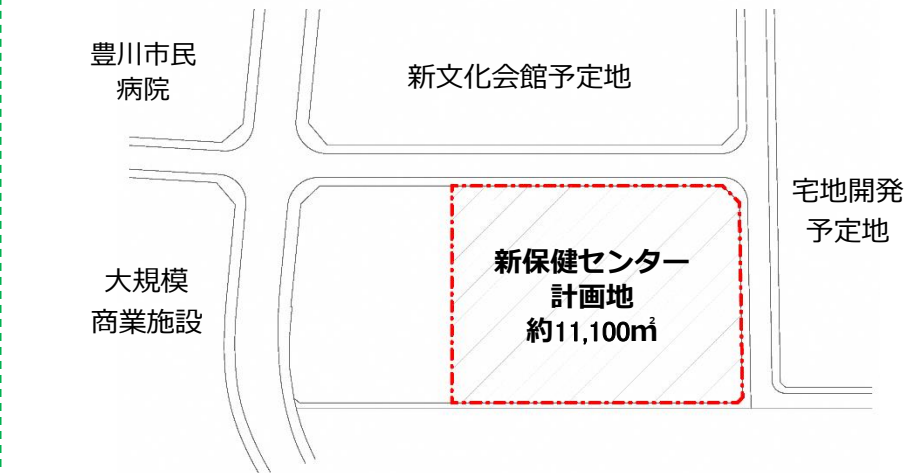 豊川市民
病院
新文化会館予定地
宅地開発
予定地
大規模
商業施設
新保健センター
計画地
約11,100㎡